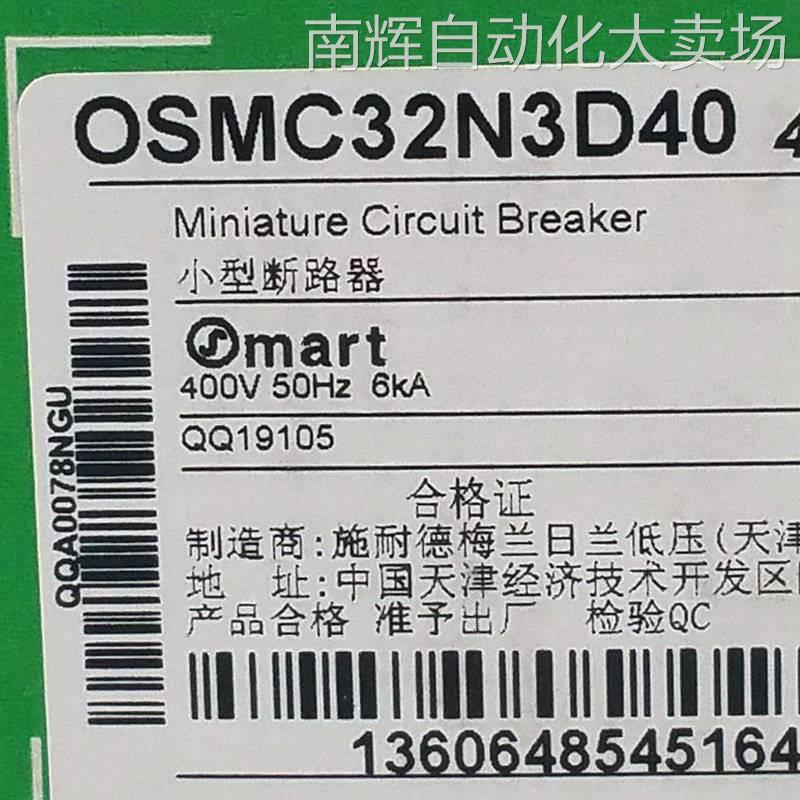 南辉自动化大卖场
OSMC32N3D40
Miniature Circuit Breaker
小型断路器
Smart
400V 50Hz 6kA
QQ19105
合格证
制造商:施耐德梅兰日兰低压(天津
地 址:中国天津经济技术开发区
产品合格 准予出厂 检验QC
1360648545164
QQA0078NGU